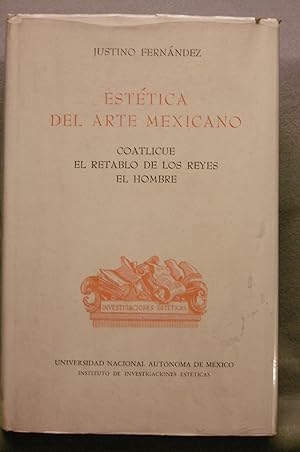 JUSTINO FERNÁNDEZ
ESTÉTICA
DEL ARTE MEXICANO
COATLICUE
EL RETABLO DE LOS REYES
EL HOMBRE
INVESTIGACIONES ESTÉTICAS
UNIVERSIDAD NACIONAL AUTÓNOMA DE MÉXICO
INSTITUTO DE INVESTIGACIONES ESTÉTICAS